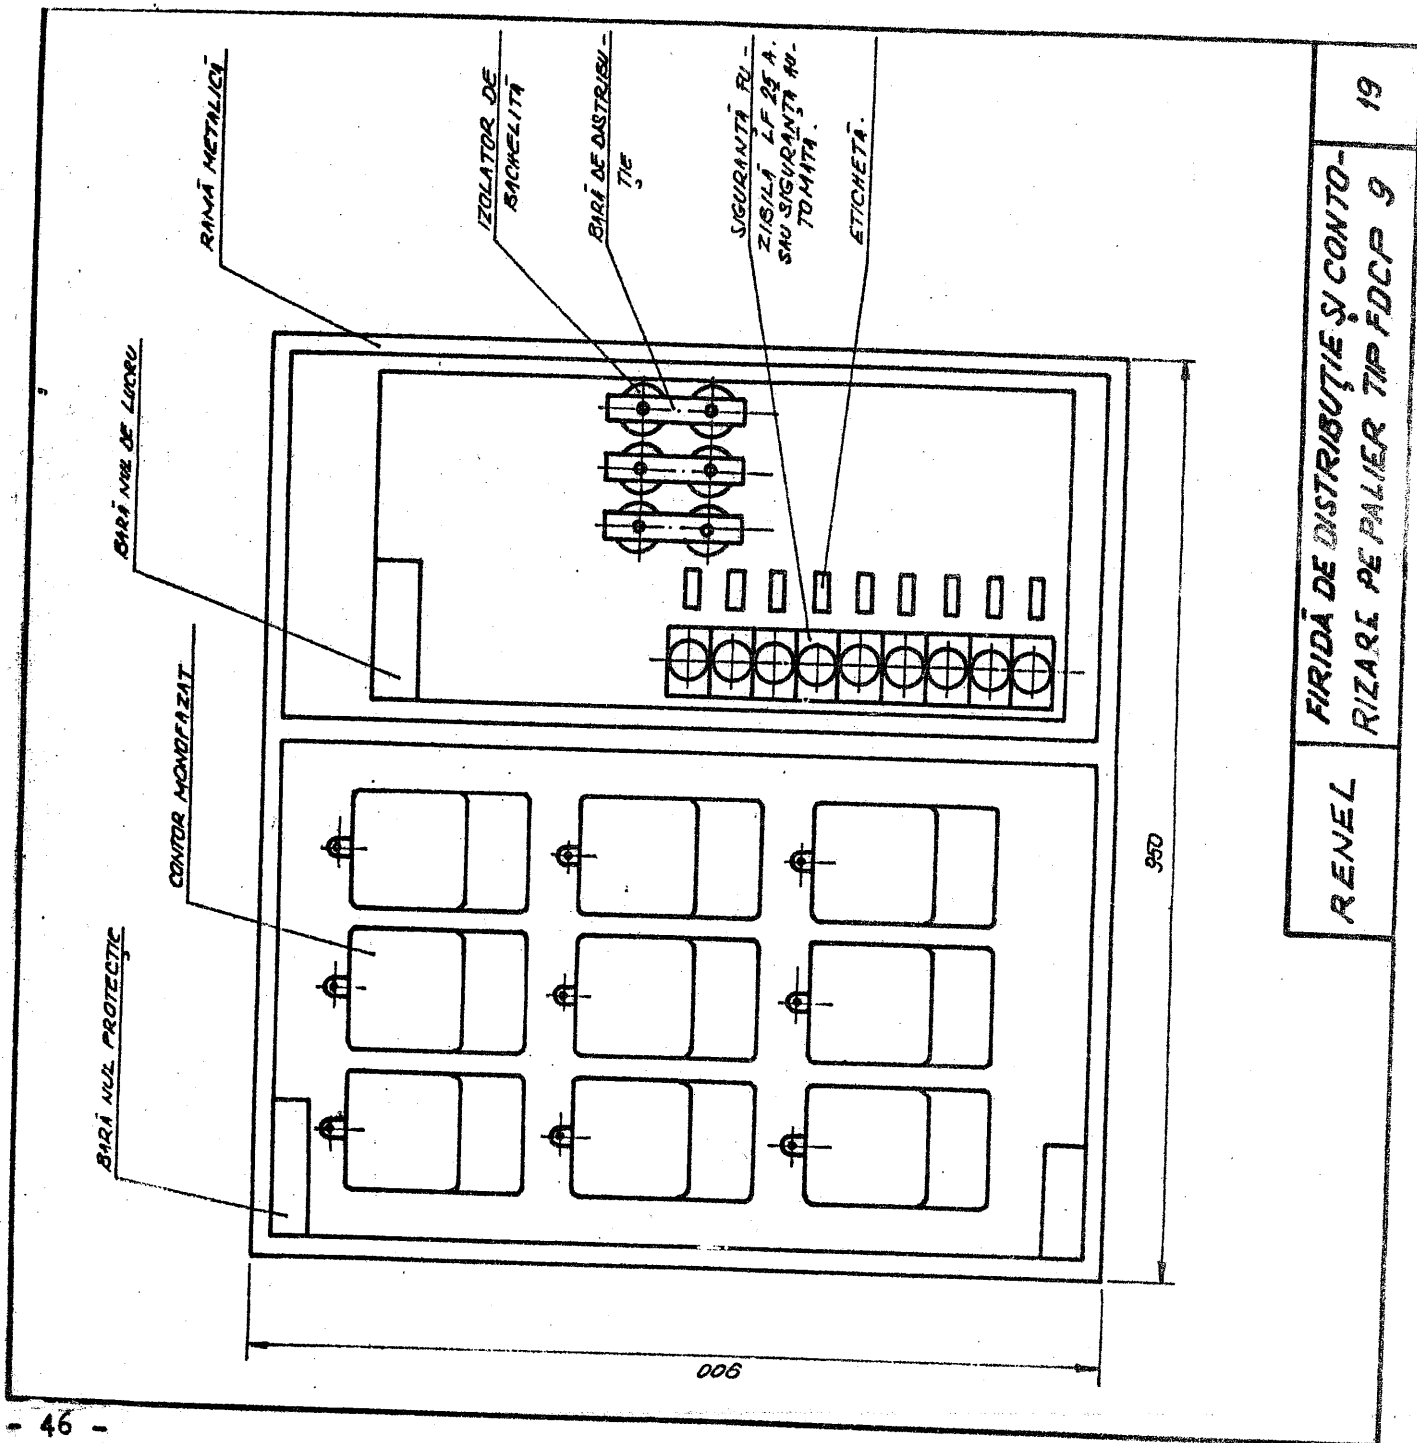 RAMĂ METALICĂ
IZOLATOR DE
BACHELITĂ
BARĂ DE DISTRIBU-
ȚIE
SIGURANȚĂ FU-
ZIBILĂ LF 25 A.
SAU SIGURANȚĂ AU-
TOMATĂ.
ETICHETĂ.
BARĂ NUL DE LUCRU
CONTOR MONOFAZAT
BARĂ NUL PROTECȚIE
950
900
RENEL
FIRIDĂ DE DISTRIBUȚIE ȘI CONTO-
RIZARE PE PALIER TIP FDCP 9
19
- 46 -